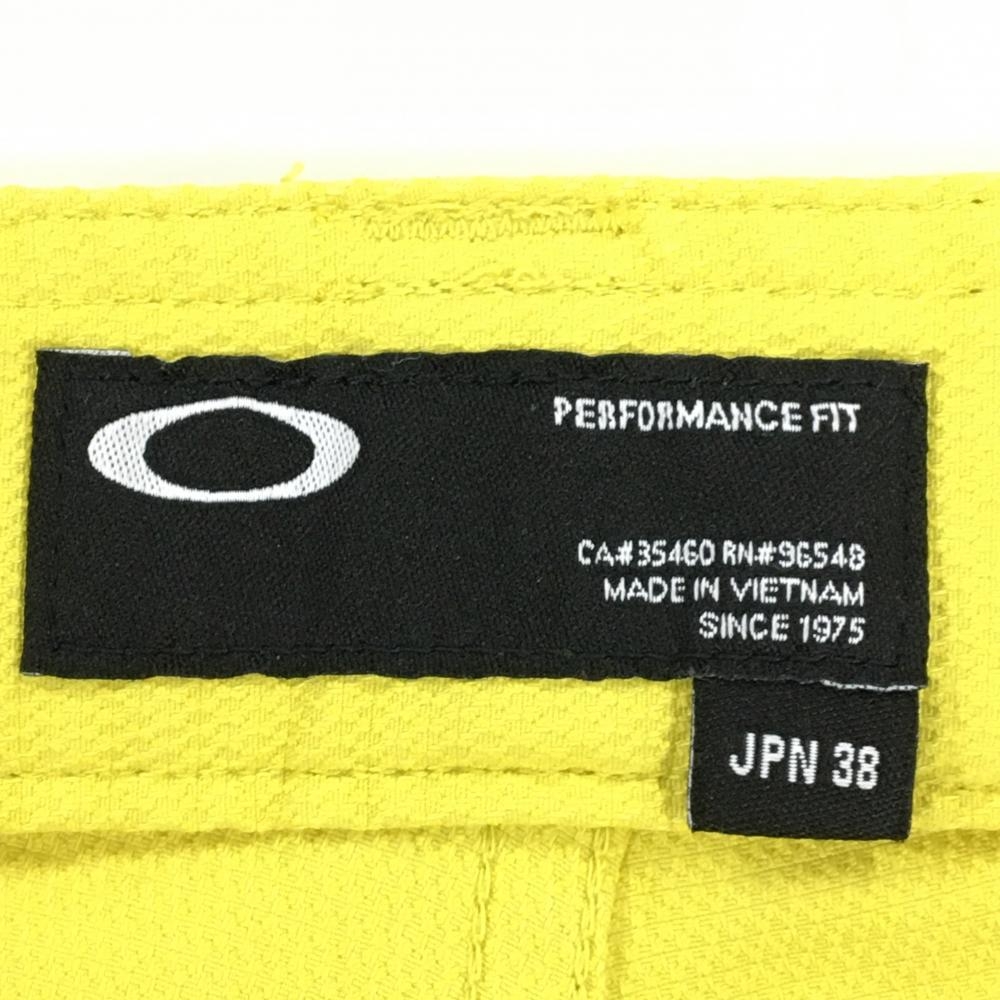 PERFORMANCE FIT
CA#35460 RN#96548
MADE IN VIETNAM
SINCE 1975
JPN 38